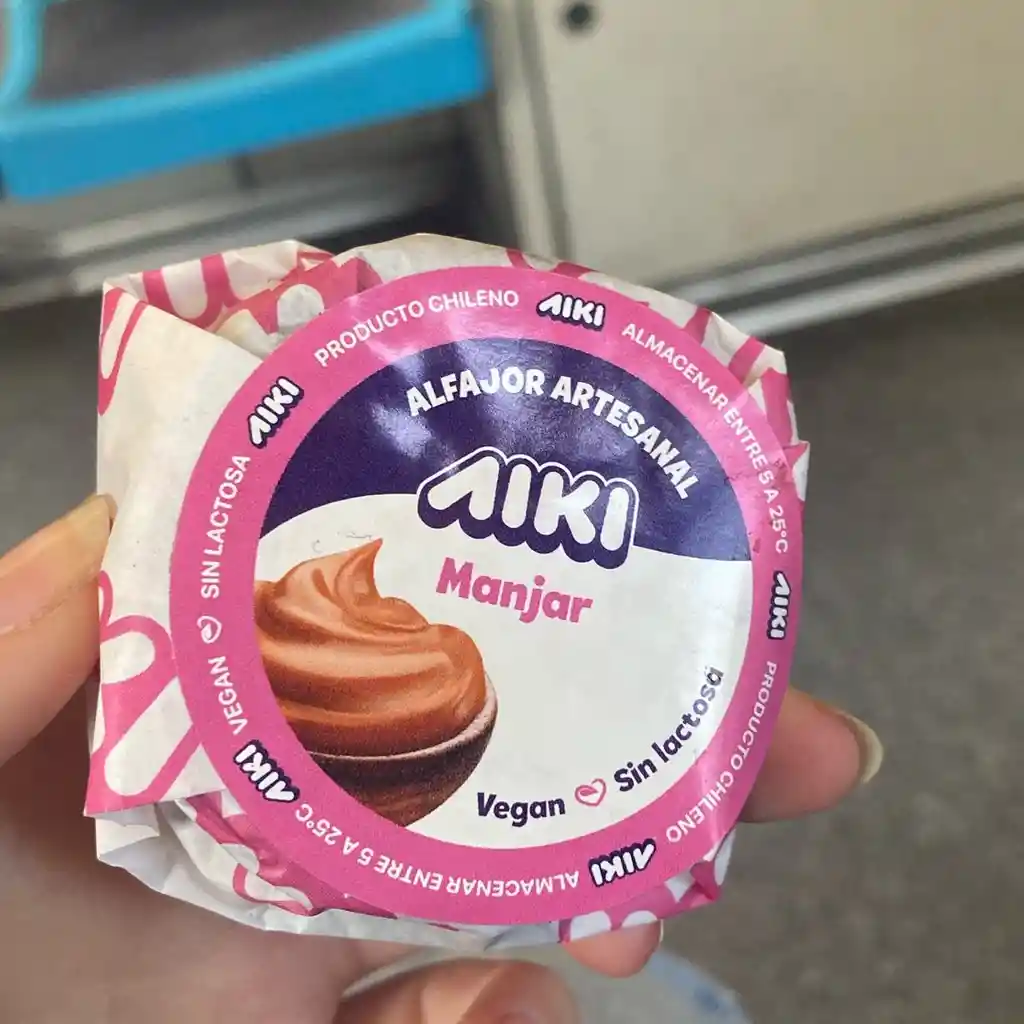 ALFAJOR ARTESANAL
AIKI
Manjar
Vegan Sin lactosa
PRODUCTO CHILENO AIKI ALMACENAR ENTRE 5 A 25°C AIKI PRODUCTO CHILENO AIKI ALMACENAR ENTRE 5 A 25°C AIKI VEGAN SIN LACTOSA AIKI